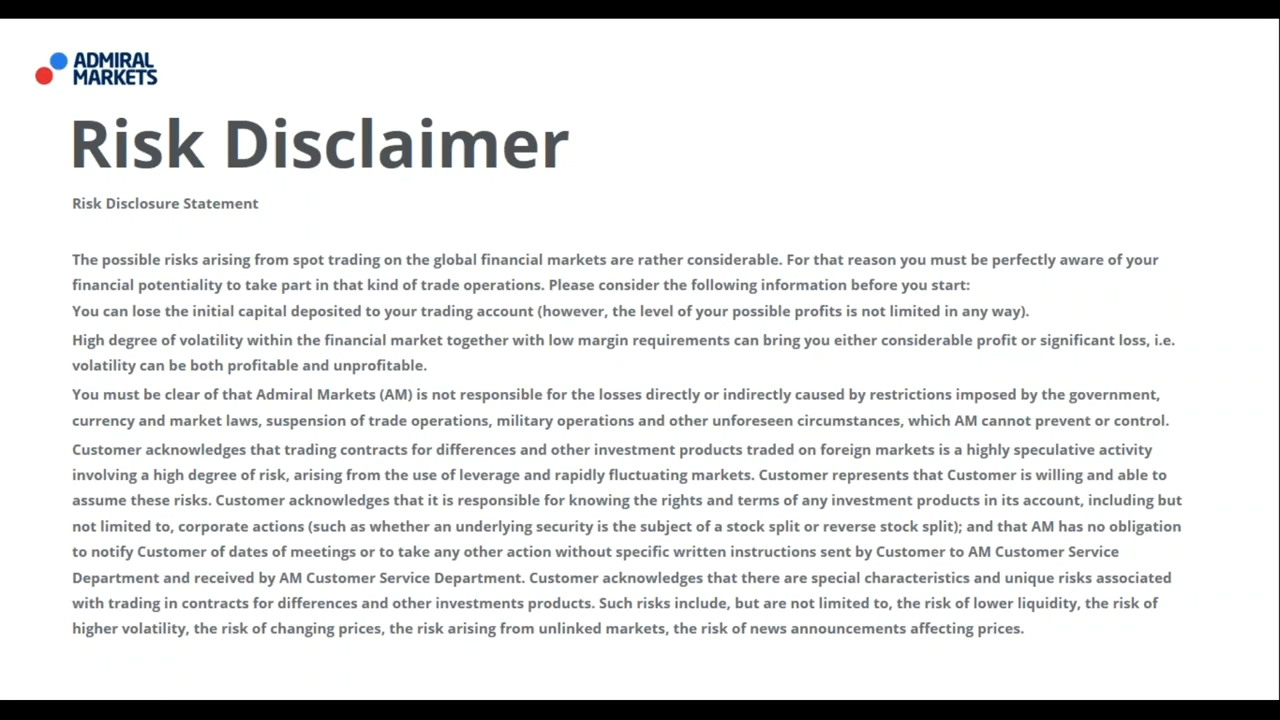 ADMIRAL
MARKETS
Risk Disclaimer
Risk Disclosure Statement
The possible risks arising from spot trading on the global financial markets are rather considerable. For that reason you must be perfectly aware of your
financial potentiality to take part in that kind of trade operations. Please consider the following information before you start:
You can lose the initial capital deposited to your trading account (however, the level of your possible profits is not limited in any way).
High degree of volatility within the financial market together with low margin requirements can bring you either considerable profit or significant loss, i.e.
volatility can be both profitable and unprofitable.
You must be clear of that Admiral Markets (AM) is not responsible for the losses directly or indirectly caused by restrictions imposed by the government,
currency and market laws, suspension of trade operations, military operations and other unforeseen circumstances, which AM cannot prevent or control.
Customer acknowledges that trading contracts for differences and other investment products traded on foreign markets is a highly speculative activity
involving a high degree of risk, arising from the use of leverage and rapidly fluctuating markets. Customer represents that Customer is willing and able to
assume these risks. Customer acknowledges that it is responsible for knowing the rights and terms of any investment products in its account, including but
not limited to, corporate actions (such as whether an underlying security is the subject of a stock split or reverse stock split); and that AM has no obligation
to notify Customer of dates of meetings or to take any other action without specific written instructions sent by Customer to AM Customer Service
Department and received by AM Customer Service Department. Customer acknowledges that there are special characteristics and unique risks associated
with trading in contracts for differences and other investments products. Such risks include, but are not limited to, the risk of lower liquidity, the risk of
higher volatility, the risk of changing prices, the risk arising from unlinked markets, the risk of news announcements affecting prices.